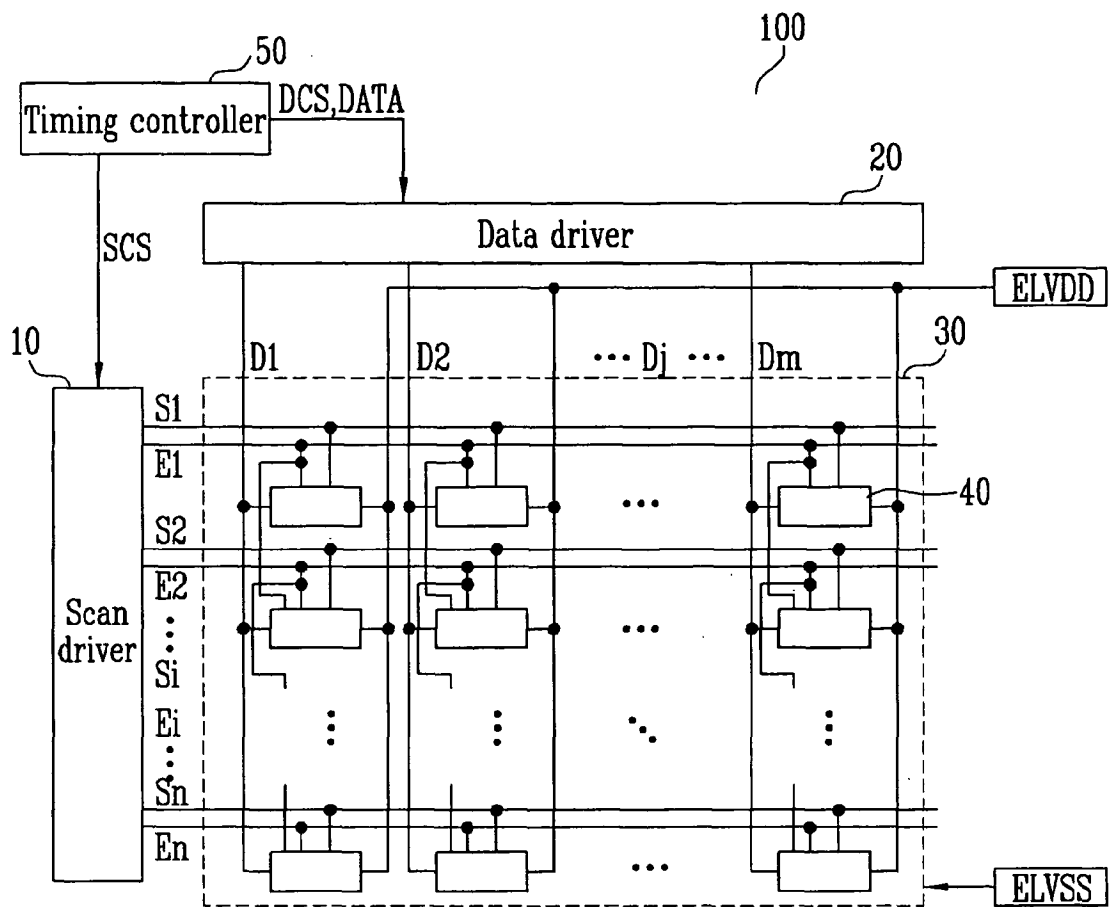 100
50
Timing controller
DCS,DATA
20
Data driver
SCS
ELVDD
10
30
D1
D2
··· Dj ···
Dm
S1
E1
40
S2
E2
Scan driver
Si
Ei
Sn
En
ELVSS